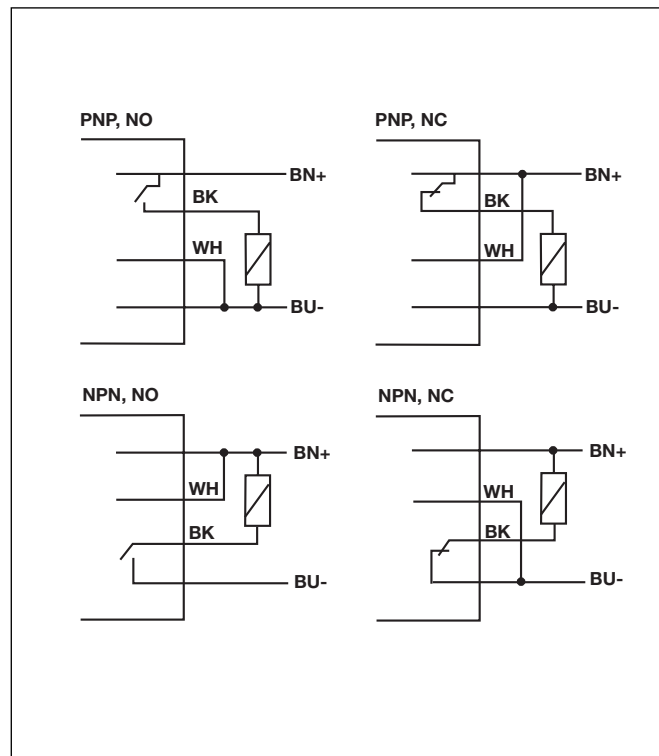 PNP, NO
BN+
BK
WH
BU-
PNP, NC
BN+
BK
WH
BU-
NPN, NO
BN+
WH
BK
BU-
NPN, NC
BN+
WH
BK
BU-